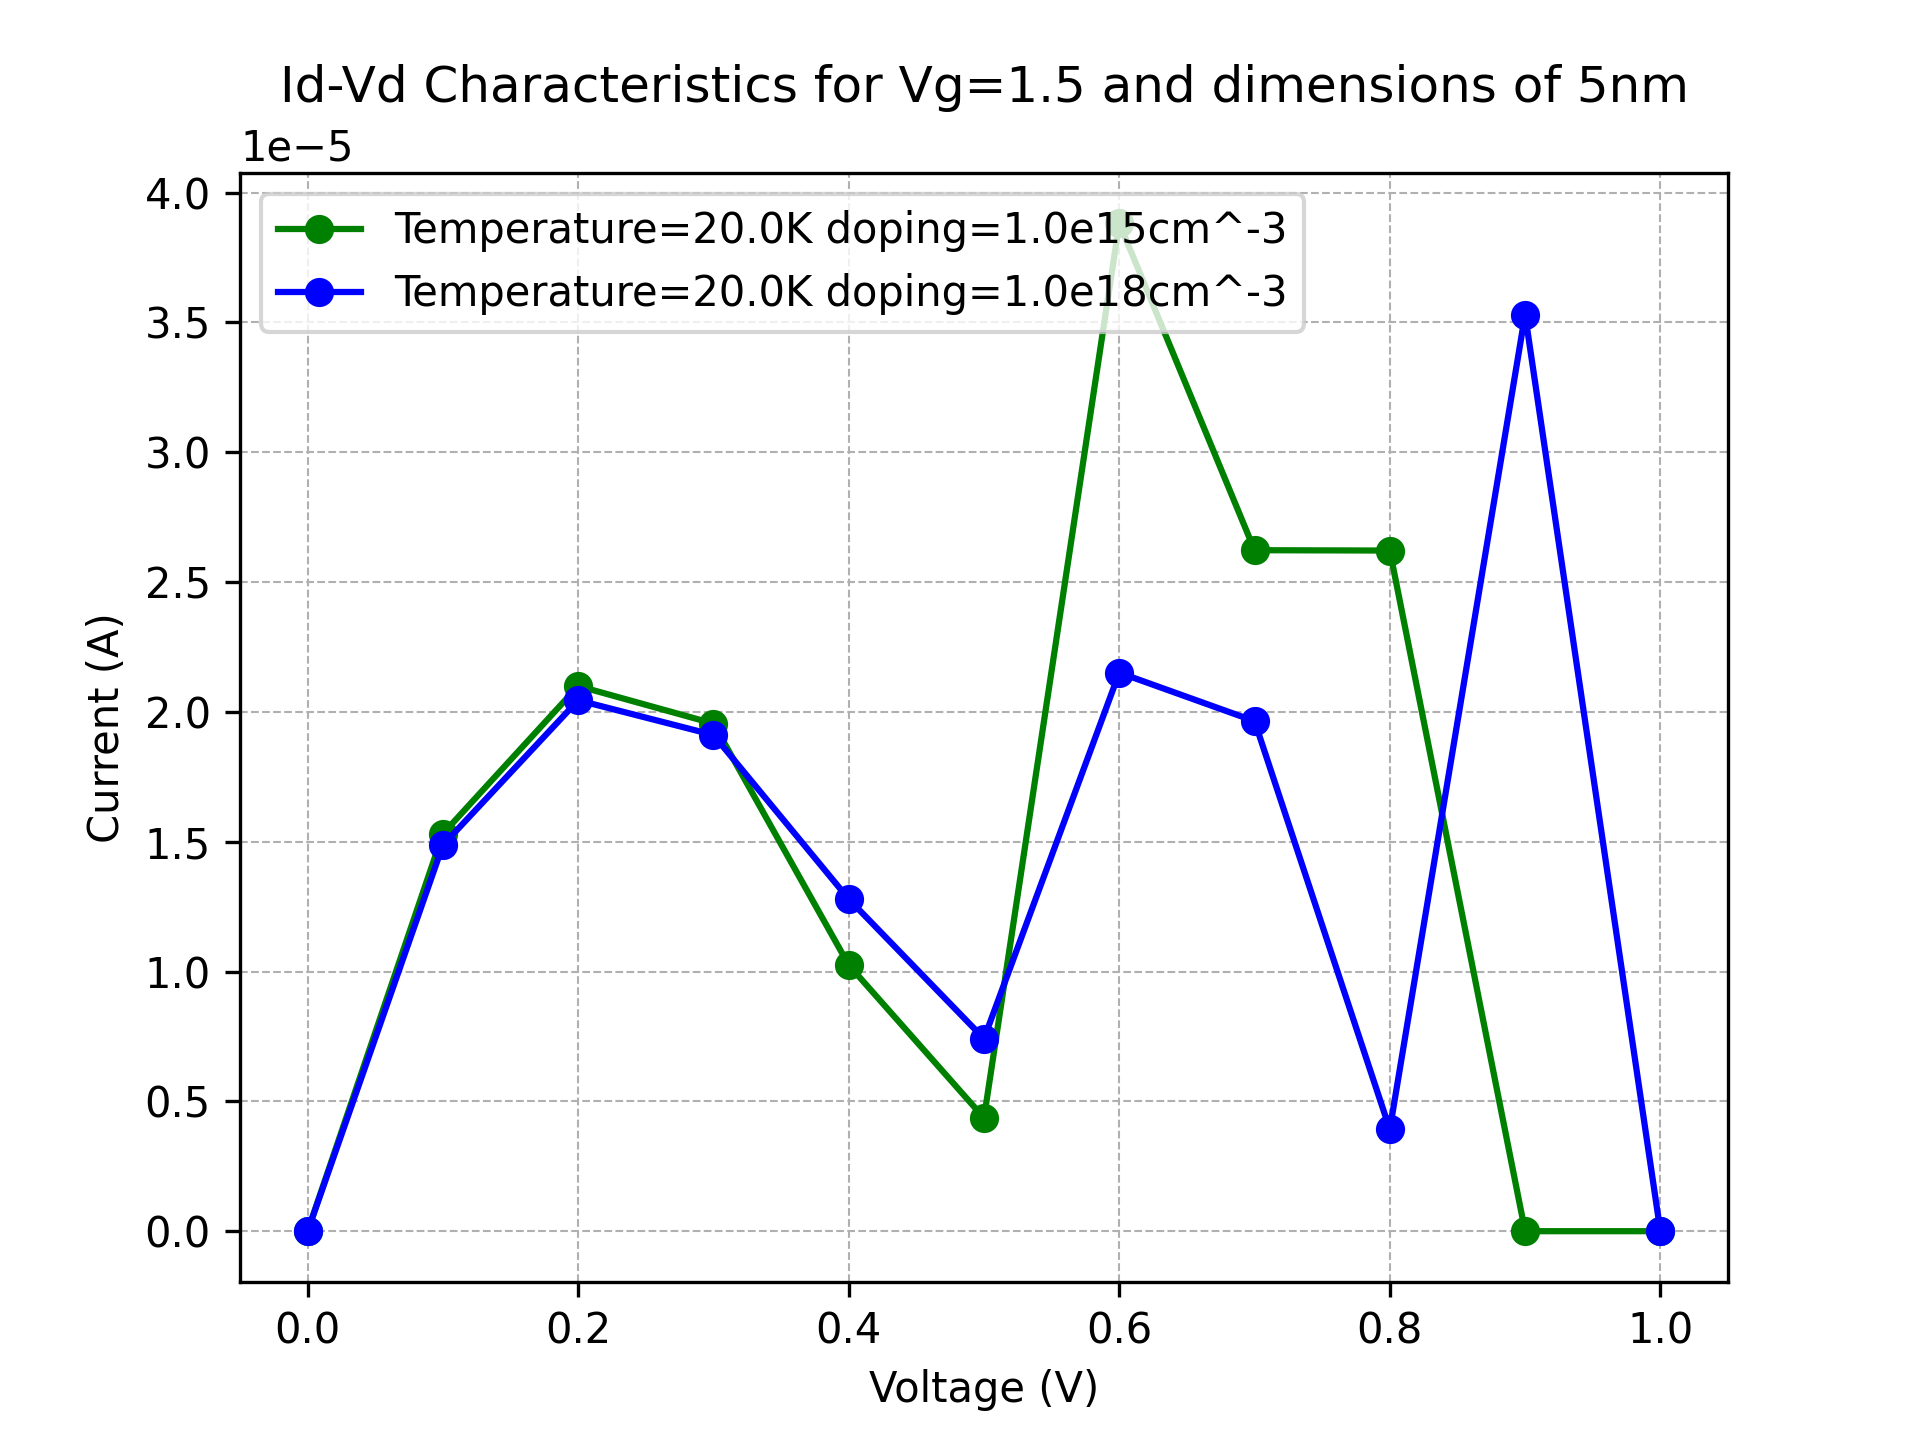 Id-Vd Characteristics for Vg=1.5 and dimensions of 5nm
1e−5
4.0
3.5
3.0
2.5
2.0
1.5
1.0
0.5
0.0
Current (A)
Temperature=20.0K doping=1.0e15cm^-3
Temperature=20.0K doping=1.0e18cm^-3
0.0 0.2 0.4 0.6 0.8 1.0
Voltage (V)